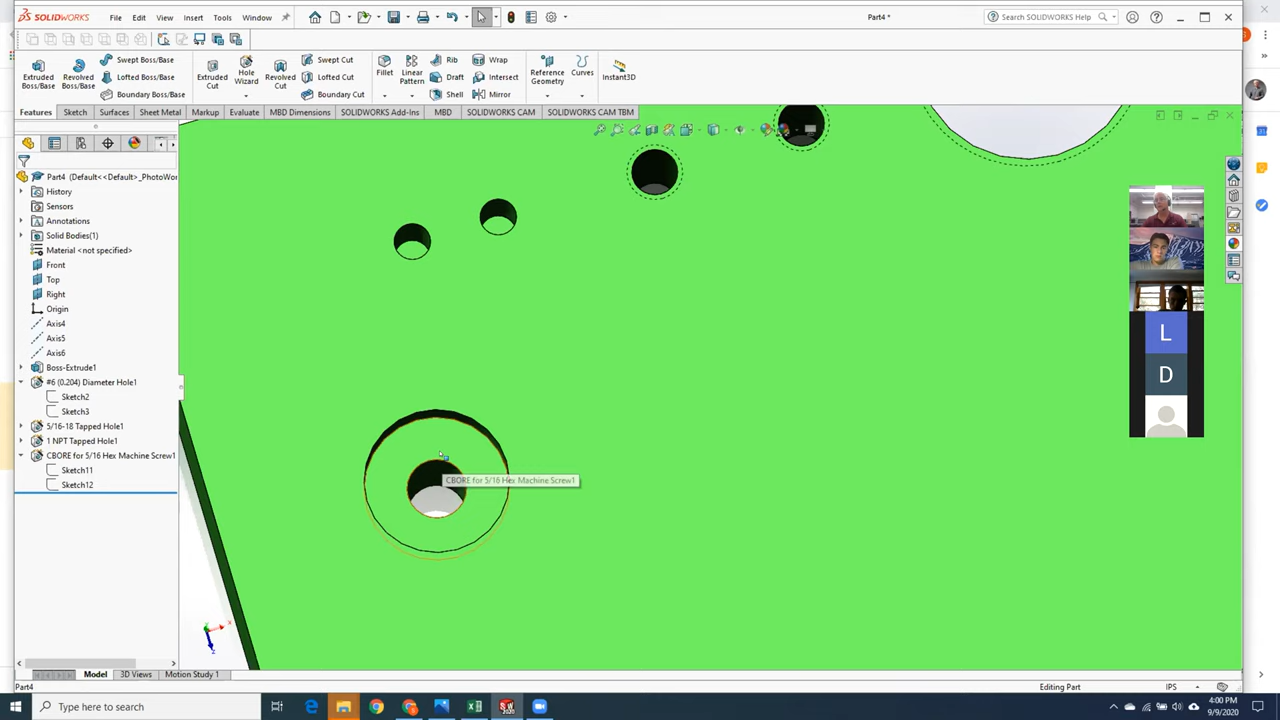 SOLIDWORKS File Edit View Insert Tools Window Part4 * Search SOLIDWORKS Help
Extruded Boss/Base
Revolved Boss/Base
Swept Boss/Base
Lofted Boss/Base
Boundary Boss/Base
Extruded Cut
Hole Wizard
Revolved Cut
Swept Cut
Lofted Cut
Boundary Cut
Fillet
Linear Pattern
Rib
Draft
Shell
Wrap
Intersect
Mirror
Reference Geometry
Curves
Instant3D
Features Sketch Surfaces Sheet Metal Markup Evaluate MBD Dimensions SOLIDWORKS Add-Ins MBD SOLIDWORKS CAM SOLIDWORKS CAM TBM
Part4 (Default<<Default>_PhotoWor
History
Sensors
Annotations
Solid Bodies(1)
Material <not specified>
Front
Top
Right
Origin
Axis4
Axis5
Axis6
Boss-Extrude1
#6 (0.204) Diameter Hole1
Sketch2
Sketch3
5/16-18 Tapped Hole1
1 NPT Tapped Hole1
CBORE for 5/16 Hex Machine Screw1
Sketch11
Sketch12
CBORE for 5/16 Hex Machine Screw1
L
D
Model 3D Views Motion Study 1
Part4 Editing Part IPS
Type here to search
4:00 PM
9/9/2020